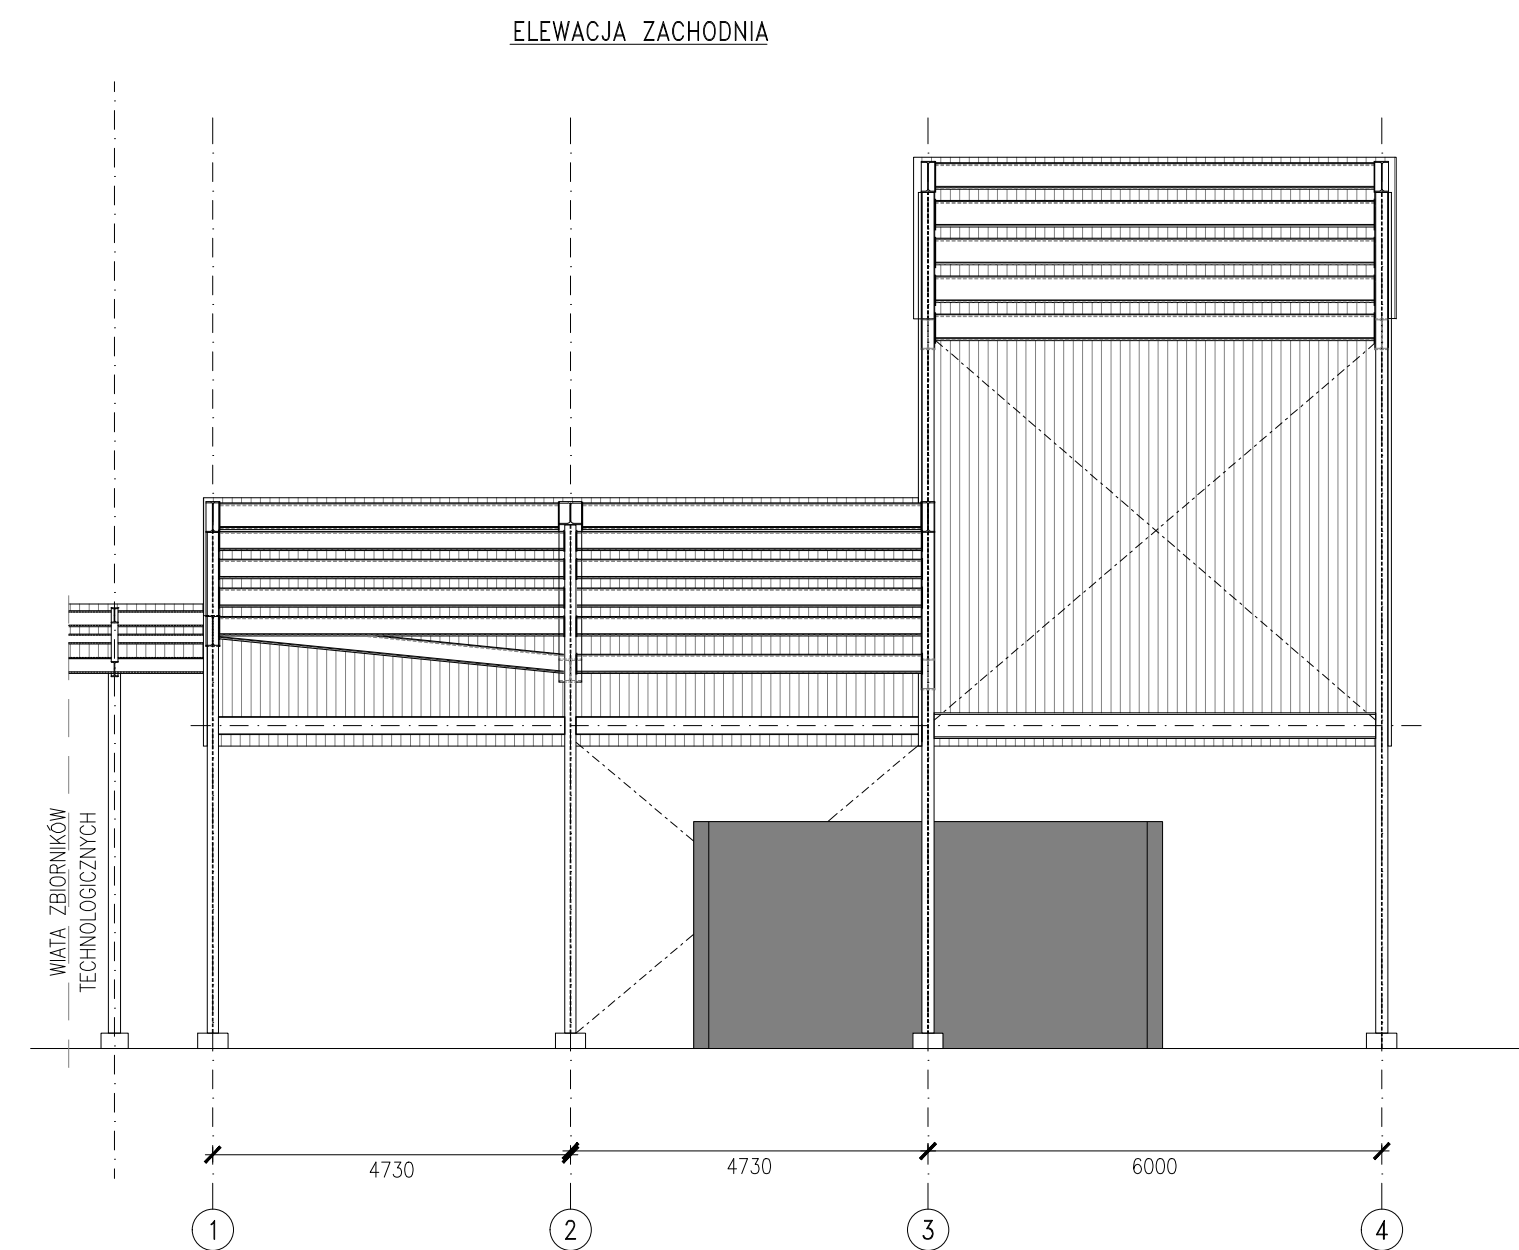 ELEWACJA ZACHODNIA
WIATA ZBIORNIKÓW
TECHNOLOGICZNYCH
4730
4730
6000
1
2
3
4